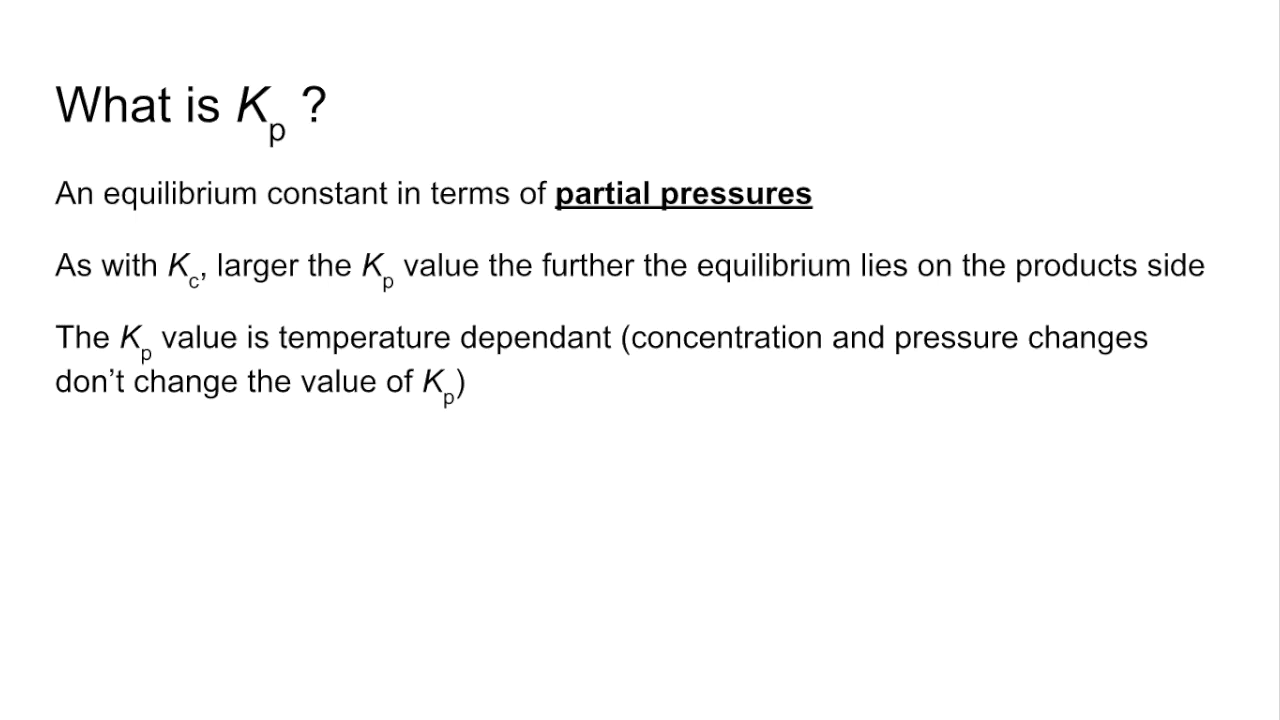 What is Kp ?
An equilibrium constant in terms of partial pressures
As with Kc, larger the Kp value the further the equilibrium lies on the products side
The Kp value is temperature dependant (concentration and pressure changes
don’t change the value of Kp)